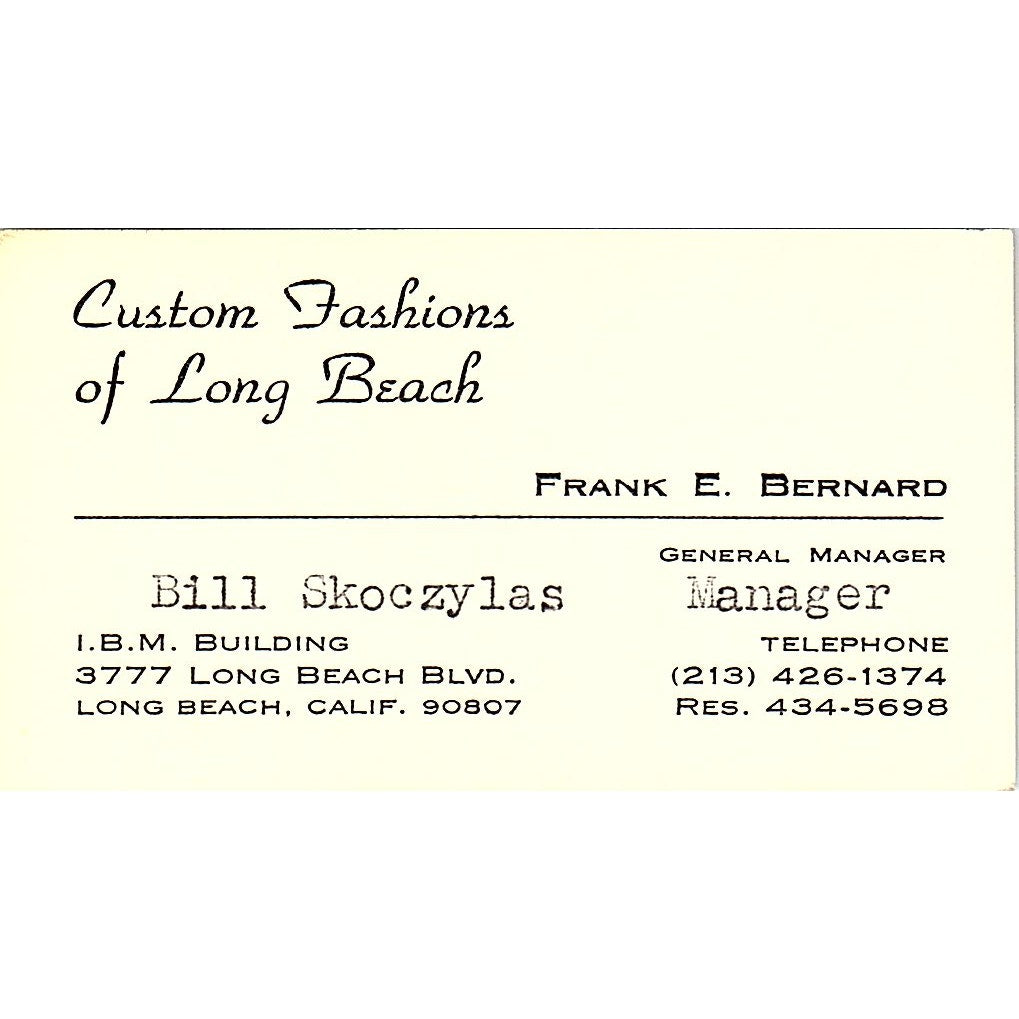 Custom Fashions
of Long Beach
FRANK E. BERNARD
GENERAL MANAGER
Bill Skoczylas Manager
I.B.M. BUILDING TELEPHONE
3777 LONG BEACH BLVD. (213) 426-1374
LONG BEACH, CALIF. 90807 RES. 434-5698